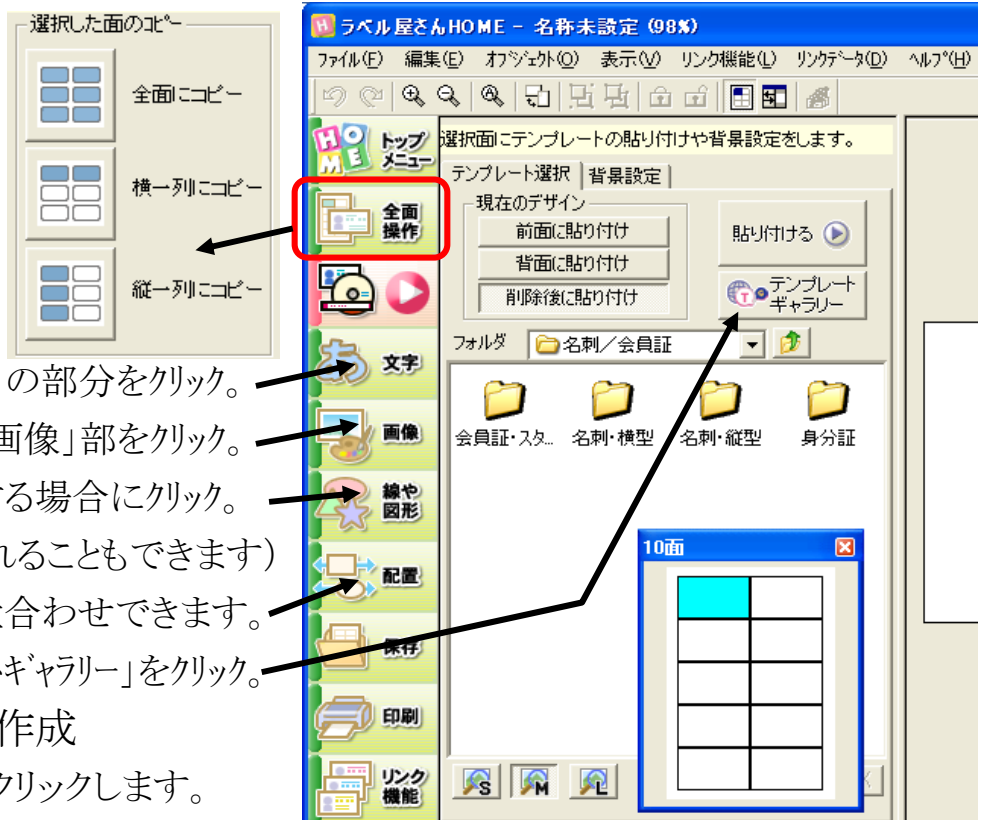 選択した面のｺﾋﾟｰ
全面にコピー
横一列にコピー
縦一列にコピー
の部分をｸﾘｯｸ。
画像」部をｸﾘｯｸ。
する場合にｸﾘｯｸ。
れることもできます）
合わせできます。
ｷﾞｬﾗﾘｰ」をｸﾘｯｸ。
作成
クリックします。
ラベル屋さんHOME - 名称未設定 (98%)
ﾌｧｲﾙ(F) 編集(E) ｵﾌﾞｼﾞｪｸﾄ(O) 表示(V) リンク機能(L) ﾘﾝｸﾃﾞｰﾀ(D) ﾍﾙﾌﾟ(H)
HOME トップメニュー
全面操作
文字
画像
線や図形
配置
保存
印刷
リンク機能
選択面にテンプレートの貼り付けや背景設定をします。
テンプレート選択 背景設定
現在のデザイン
前面に貼り付け
背面に貼り付け
削除後に貼り付け
貼り付ける
テンプレートギャラリー
フォルダ 名刺／会員証
会員証・スタ... 名刺・横型 名刺・縦型 身分証
10面
S M L